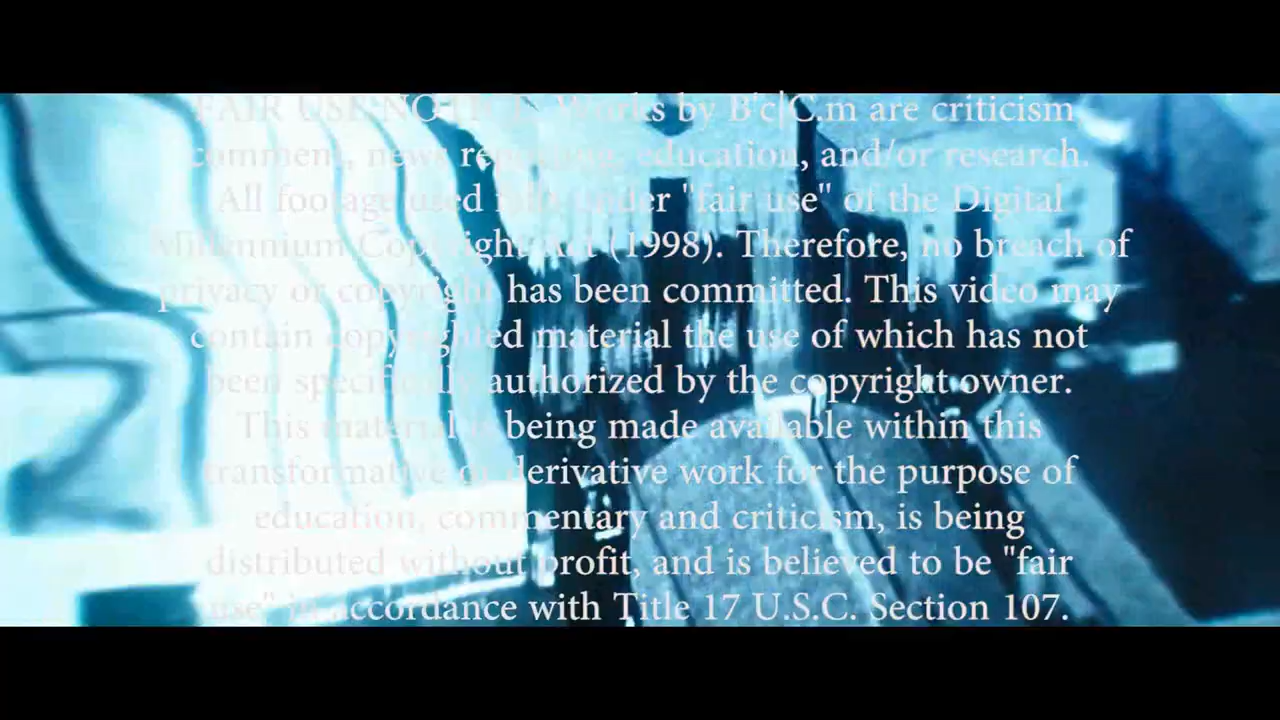 FAIR USE NOTICE: Works by B'c|C.m are criticism
comment, news reporting, education, and/or research.
All footage used falls under "fair use" of the Digital
Millennium Copyright Act (1998). Therefore, no breach of
privacy or copyright has been committed. This video may
contain copyrighted material the use of which has not
been specifically authorized by the copyright owner.
This material is being made available within this
transformative or derivative work for the purpose of
education, commentary and criticism, is being
distributed without profit, and is believed to be "fair
use" in accordance with Title 17 U.S.C. Section 107.